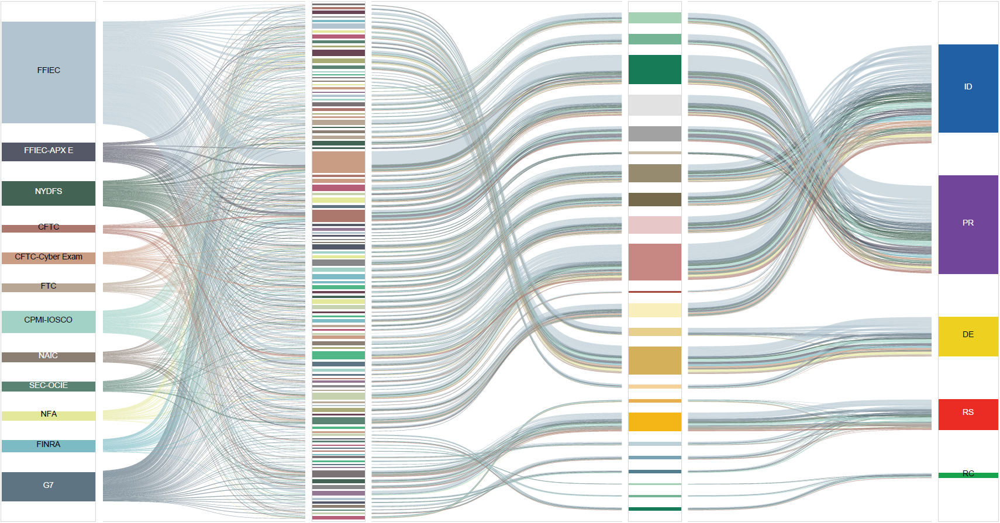 FFIEC
FFIEC-APX E
NYDFS
CFTC
CFTC-Cyber Exam
FTC
CPMI-IOSCO
NAIC
SEC-OCIE
NFA
FINRA
G7
ID
PR
DE
RS
RC